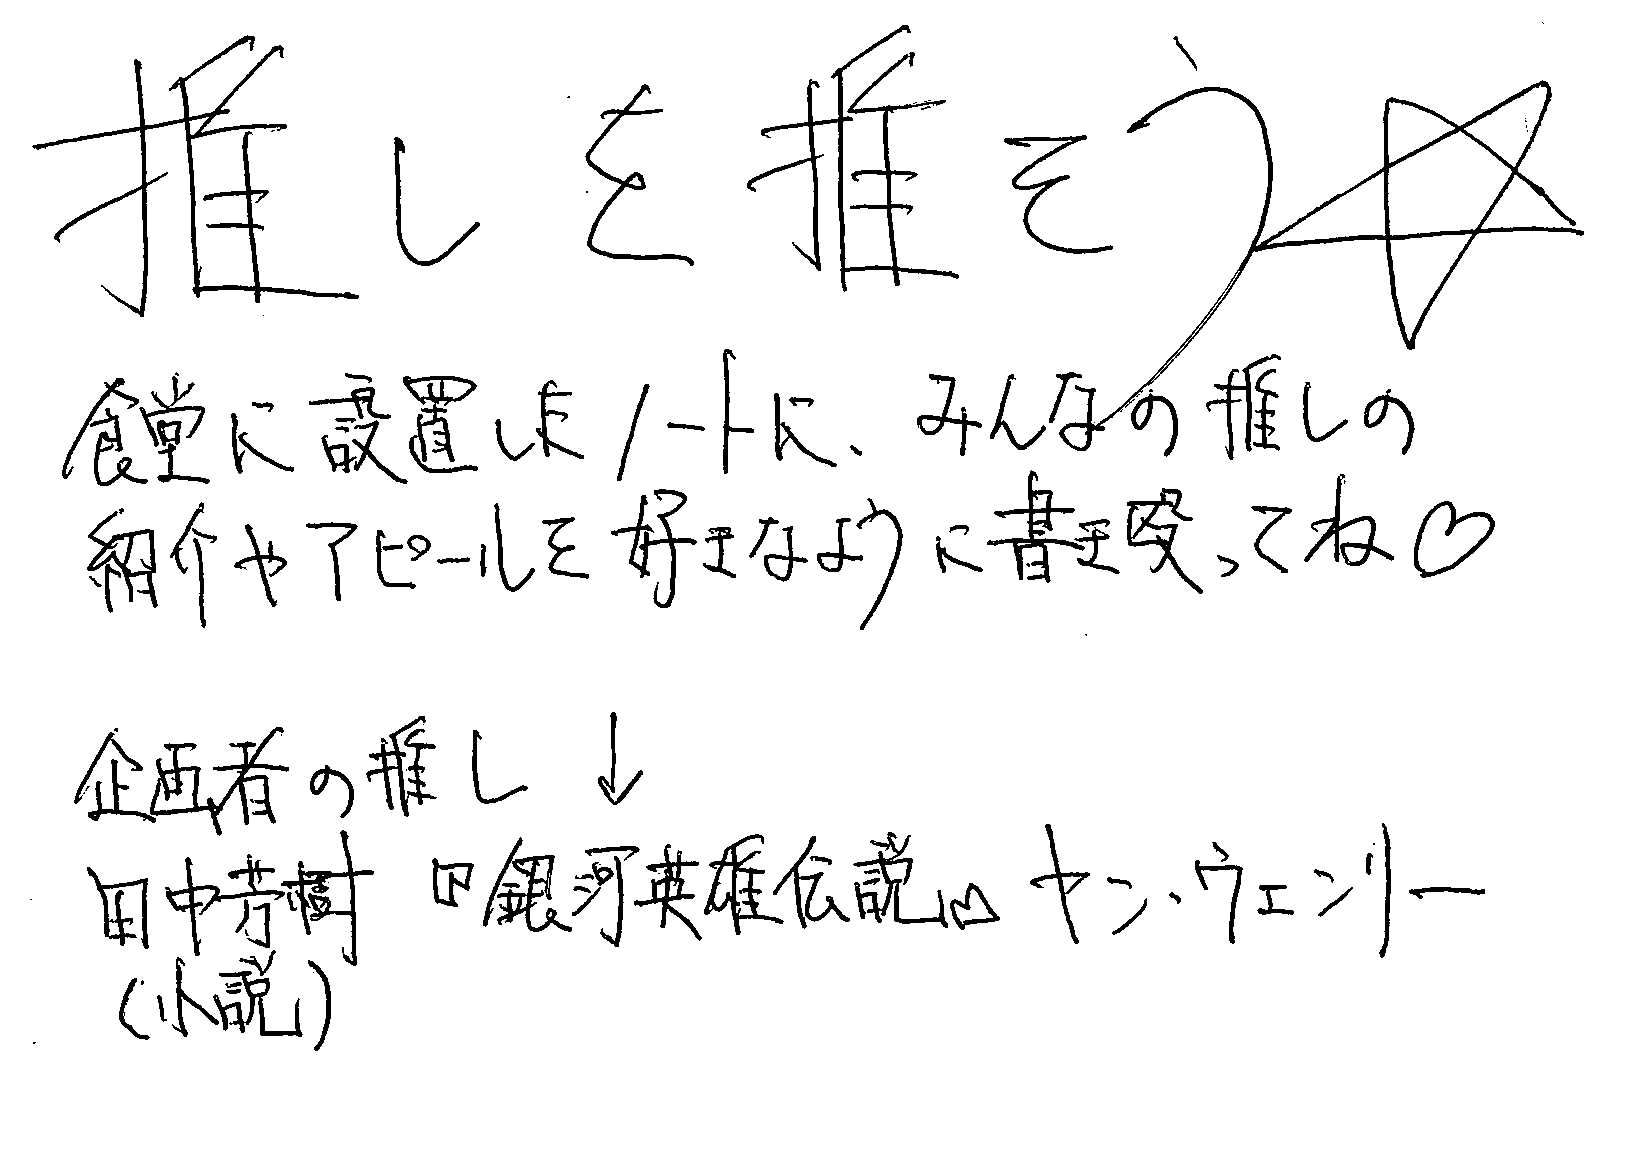 推しを推そう☆
食堂に設置したノートに、みんなの推しの
紹介やアピールを好きなように書き殴ってね♡
企画者の推し↓
田中芳樹『銀河英雄伝説』ヤン・ウェンリー
(小説)